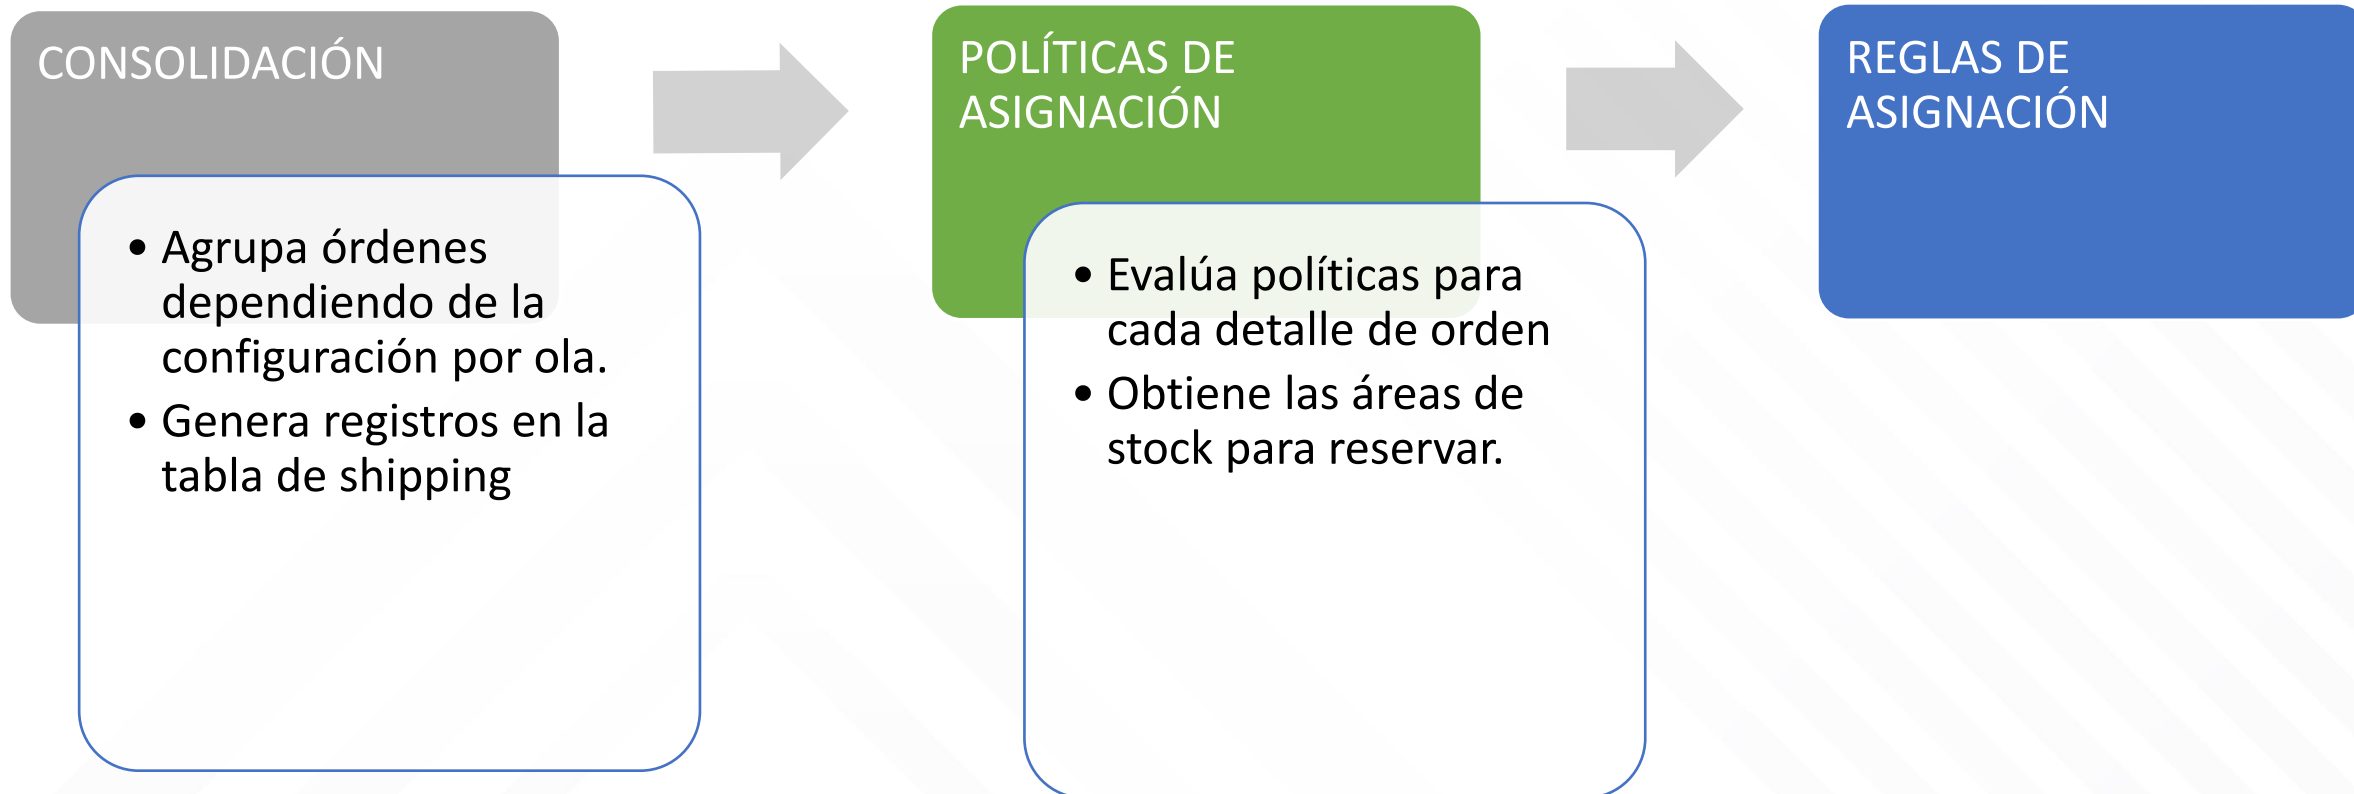 CONSOLIDACIÓN
• Agrupa órdenes
dependiendo de la
configuración por ola.
• Genera registros en la
tabla de shipping
POLÍTICAS DE
ASIGNACIÓN
• Evalúa políticas para
cada detalle de orden
• Obtiene las áreas de
stock para reservar.
REGLAS DE
ASIGNACIÓN